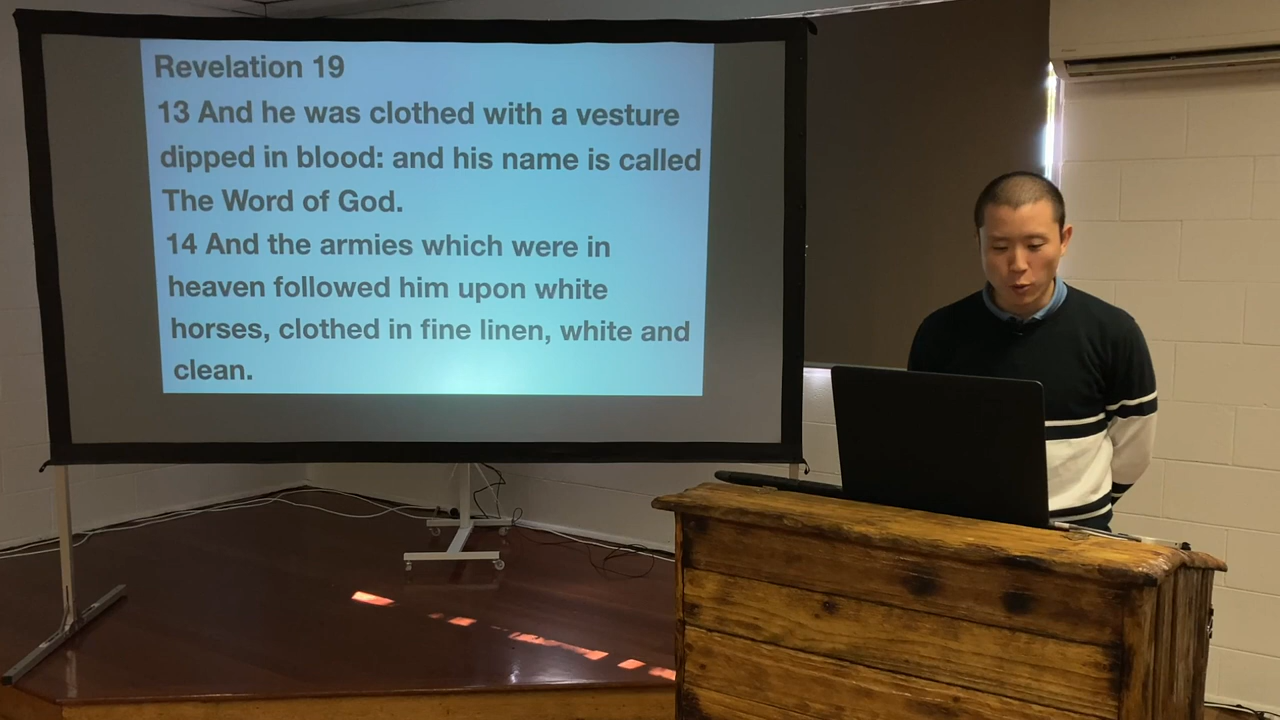 Revelation 19
13 And he was clothed with a vesture
dipped in blood: and his name is called
The Word of God.
14 And the armies which were in
heaven followed him upon white
horses, clothed in fine linen, white and
clean.